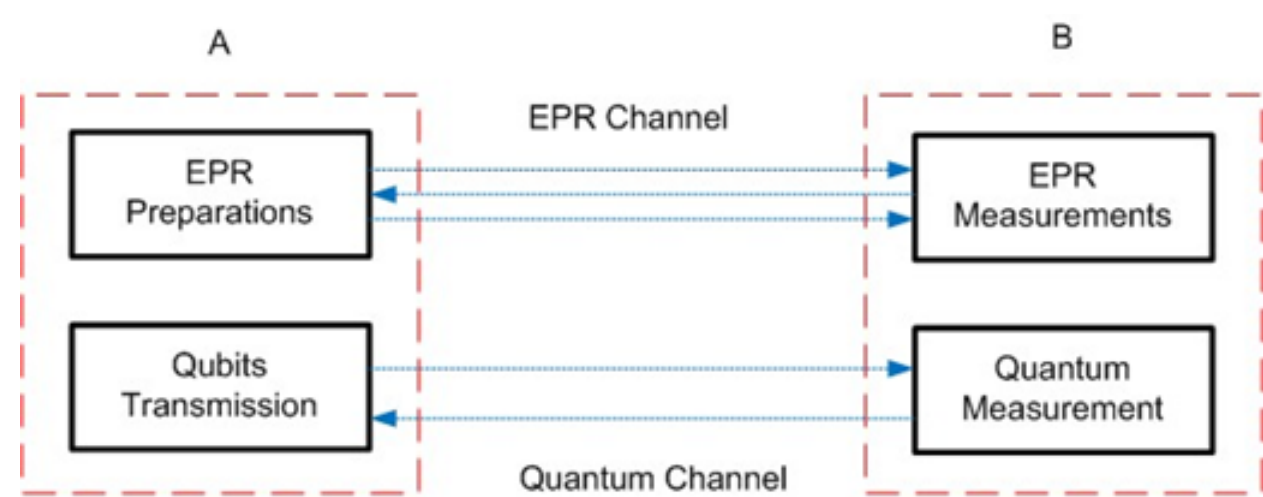 A
B
EPR Channel
EPR
Preparations
EPR
Measurements
Qubits
Transmission
Quantum
Measurement
Quantum Channel